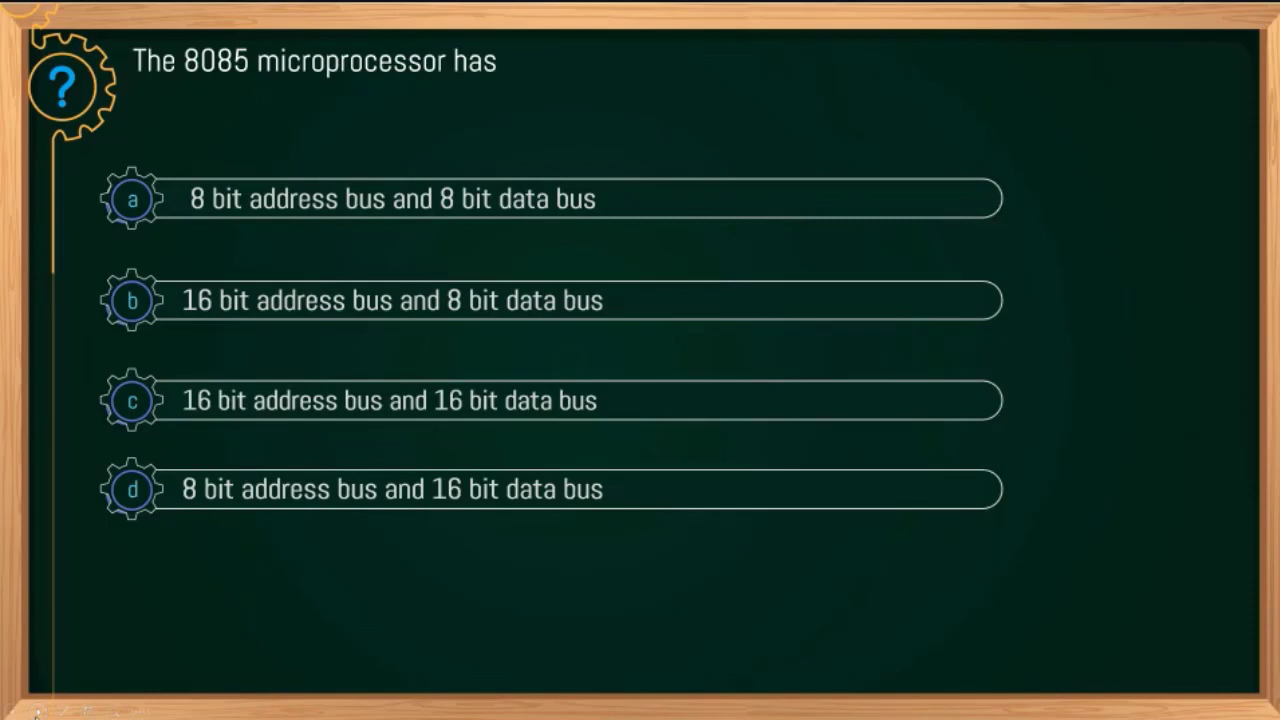 ?
The 8085 microprocessor has
a 8 bit address bus and 8 bit data bus
b 16 bit address bus and 8 bit data bus
c 16 bit address bus and 16 bit data bus
d 8 bit address bus and 16 bit data bus